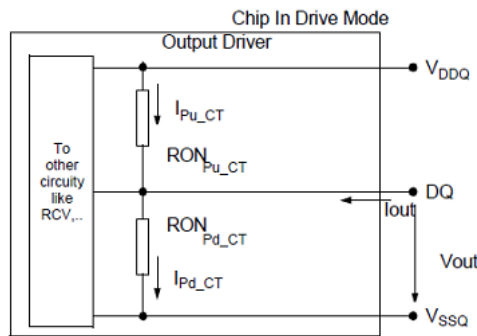 Chip In Drive Mode
Output Driver
VDDQ
IPu_CT
To
other
circuity
like
RCV,..
RONPu_CT
DQ
Iout
RONPd_CT
Vout
IPd_CT
VSSQ